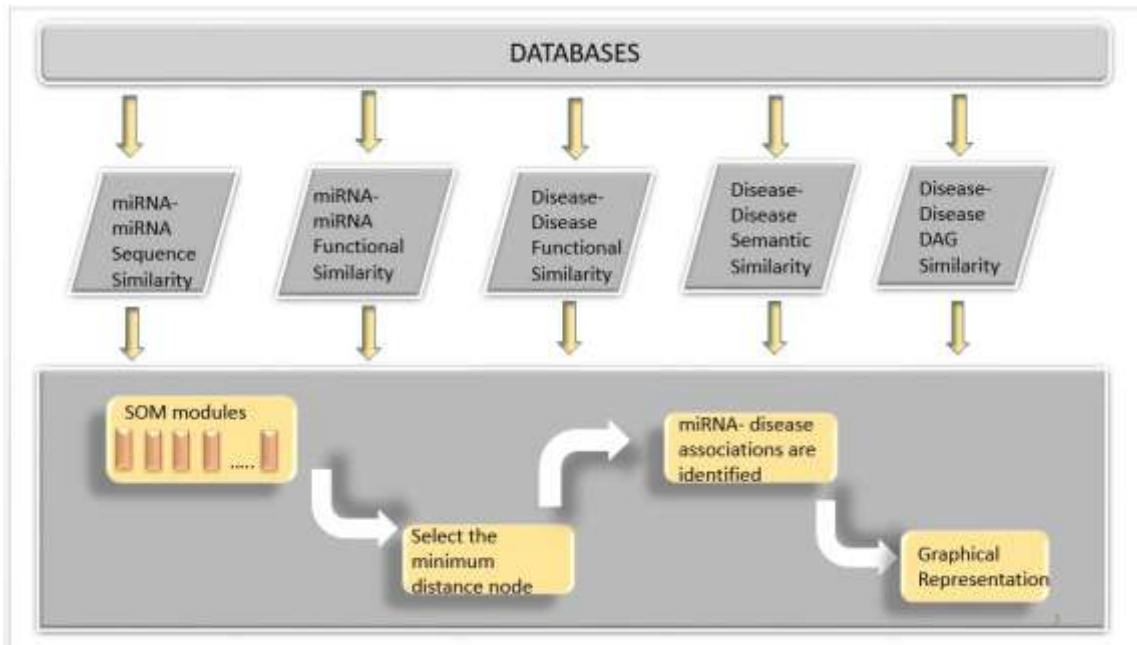 DATABASES
miRNA-
miRNA
Sequence
Similarity
miRNA-
miRNA
Functional
Similarity
Disease-
Disease
Functional
Similarity
Disease-
Disease
Semantic
Similarity
Disease-
Disease
DAG
Similarity
SOM modules
.....
miRNA- disease
associations are
identified
Select the
minimum
distance node
Graphical
Representation